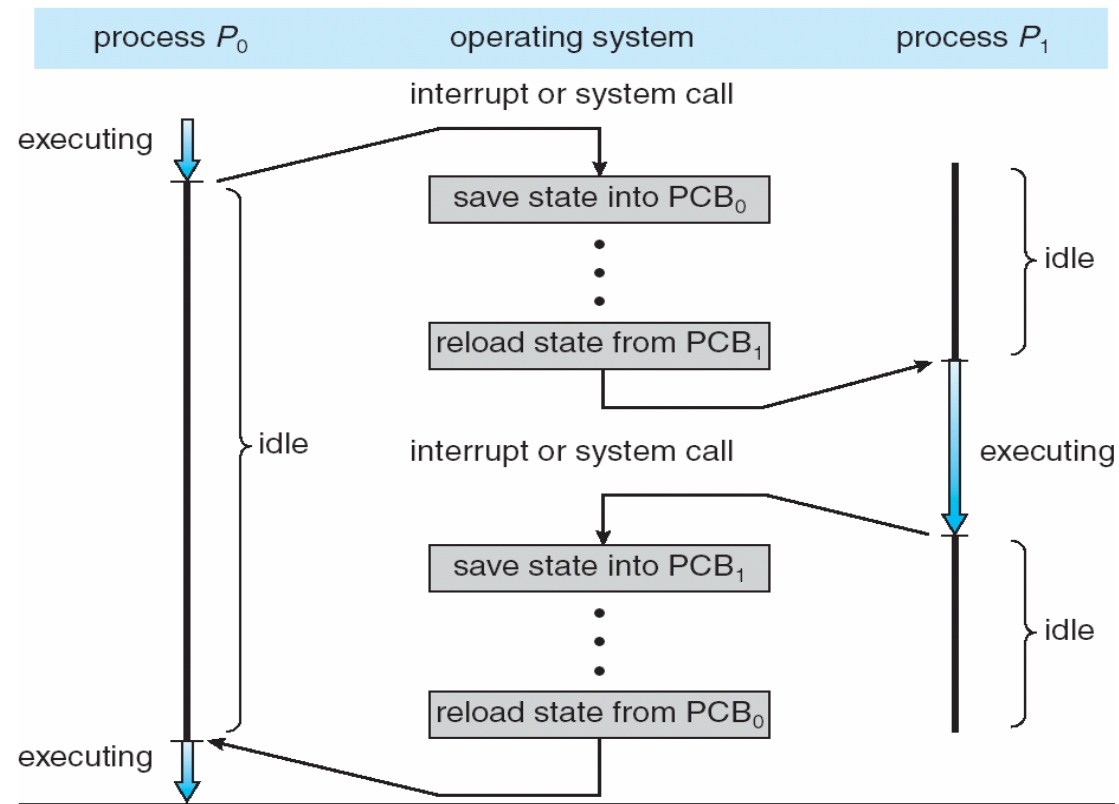 process P₀ operating system process P₁
interrupt or system call
executing
save state into PCB₀
idle
reload state from PCB₁
idle
interrupt or system call
executing
save state into PCB₁
idle
reload state from PCB₀
executing